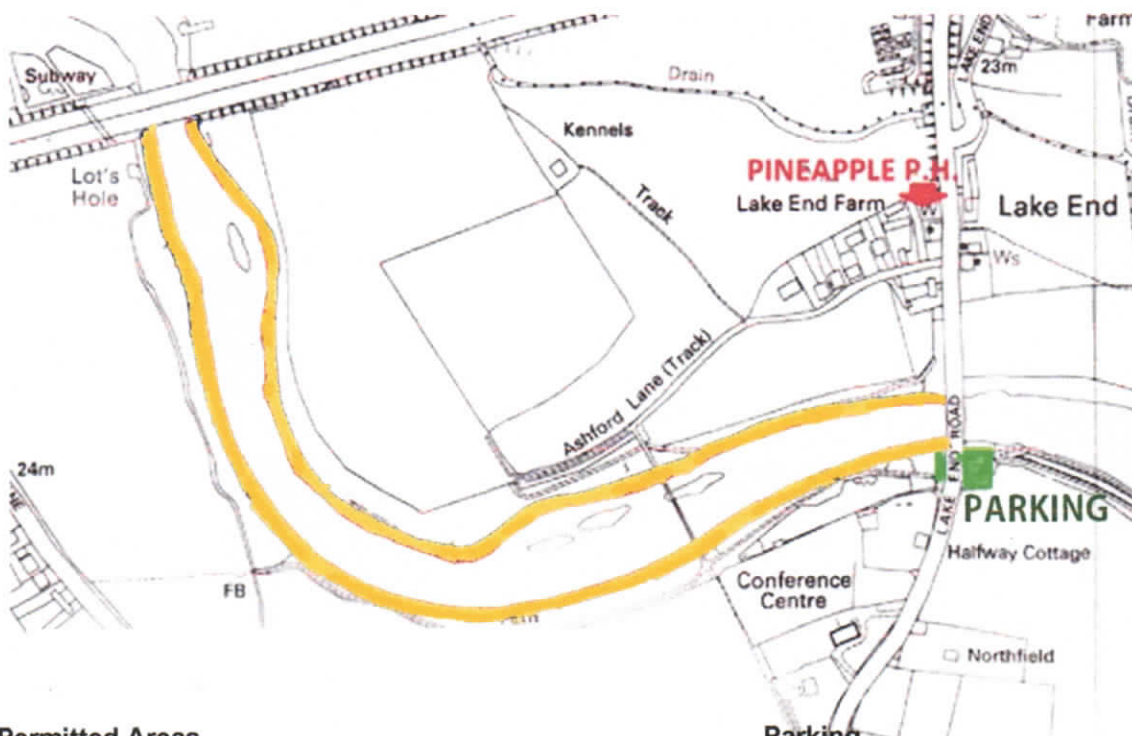 Farm
LAKE END
23m
Subway
Drain
Kennels
Lot's
Hole
PINEAPPLE P.H.
Lake End Farm
W
Lake End
Track
Ws
Ashford Lane (Track)
LAKE END ROAD
24m
PARKING
Halfway Cottage
FB
Conference
Centre
Northfield
Permitted Areas
Parking